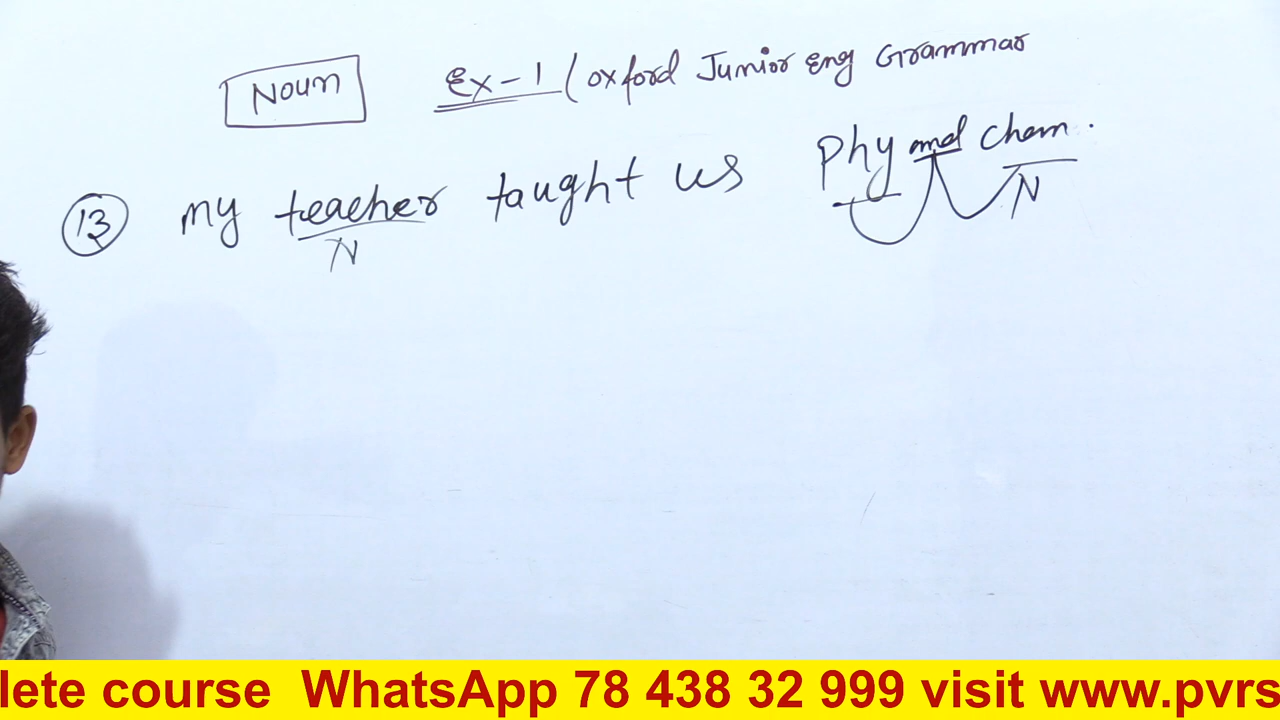 Noun Ex-1 (Oxford Junior Eng Grammar
13 my teacher taught us Phy and Chem.
N N
lete course WhatsApp 78 438 32 999 visit www.pvrs